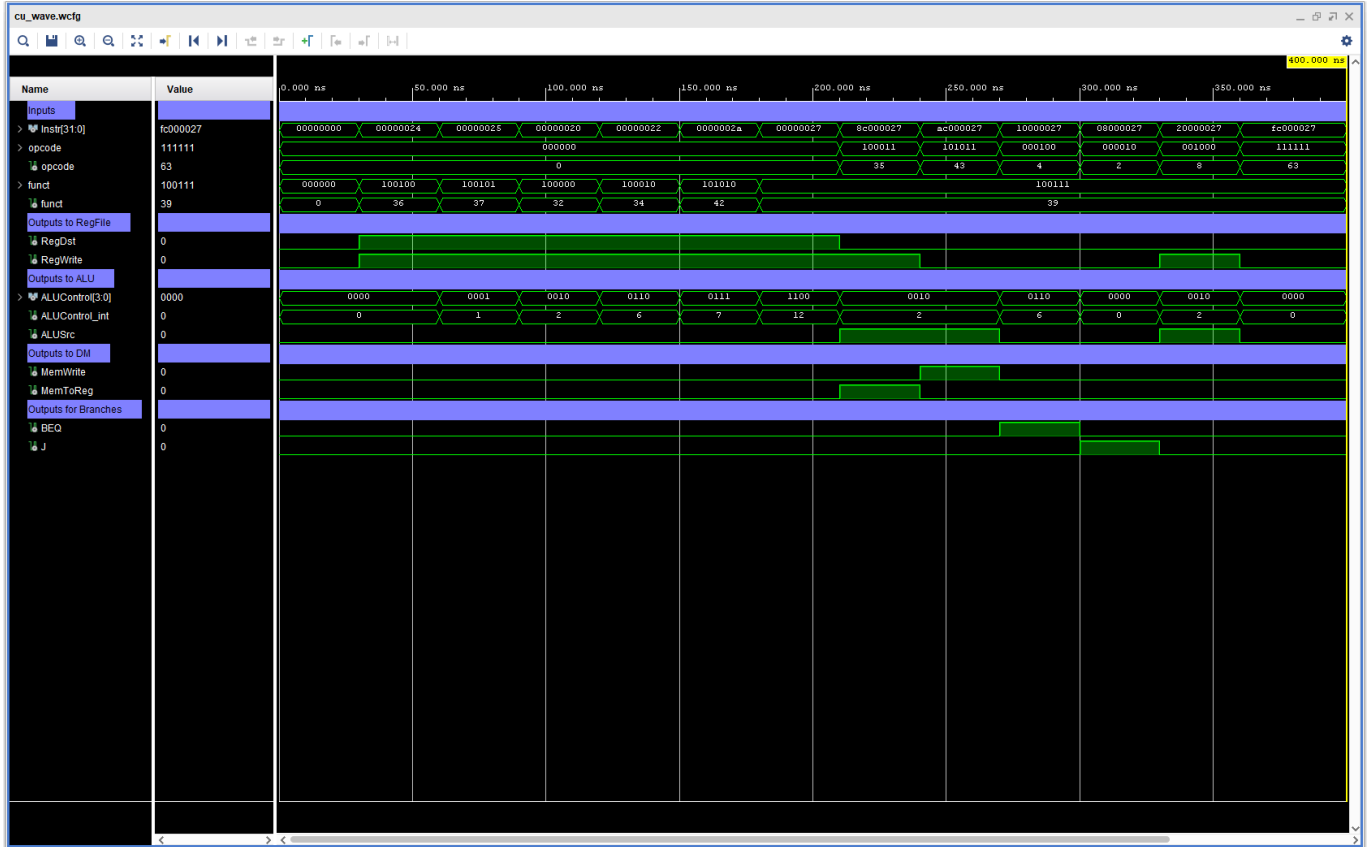 cu_wave.wcfg
400.000 ns
Name Value 0.000 ns 50.000 ns 100.000 ns 150.000 ns 200.000 ns 250.000 ns 300.000 ns 350.000 ns
Inputs
Instr[31:0] fc000027 00000000 00000024 00000025 00000020 00000022 0000002a 00000027 8c000027 ac000027 10000027 08000027 20000027 fc000027
opcode 111111 000000 100011 101011 000100 000010 001000 111111
opcode 63 0 35 43 4 2 8 63
funct 100111 000000 100100 100101 100000 100010 101010 100111
funct 39 0 36 37 32 34 42 39
Outputs to RegFile
RegDst 0
RegWrite 0
Outputs to ALU
ALUControl[3:0] 0000 0000 0001 0010 0110 0111 1100 0010 0110 0000 0010 0000
ALUControl_int 0 0 1 2 6 7 12 2 6 0 2 0
ALUSrc 0
Outputs to DM
MemWrite 0
MemToReg 0
Outputs for Branches
BEQ 0
J 0